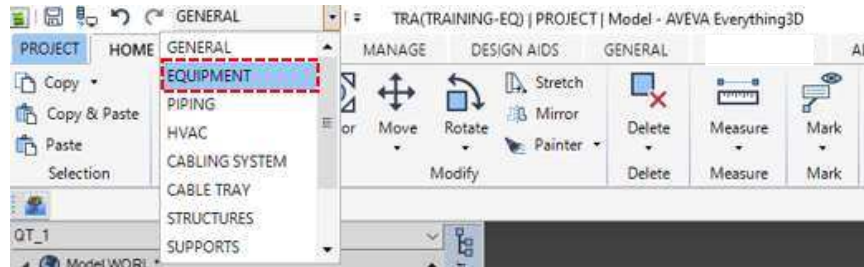 GENERAL
TRA(TRAINING-EQ) | PROJECT | Model - AVEVA Everything3D
PROJECT HOME MANAGE DESIGN AIDS GENERAL
GENERAL
EQUIPMENT
PIPING
HVAC
CABLING SYSTEM
CABLE TRAY
STRUCTURES
SUPPORTS
Copy
Copy & Paste
Paste
Selection
Move
Rotate
Stretch
Mirror
Painter
Modify
Delete
Delete
Measure
Measure
Mark
Mark
QT_1
Model WORL *